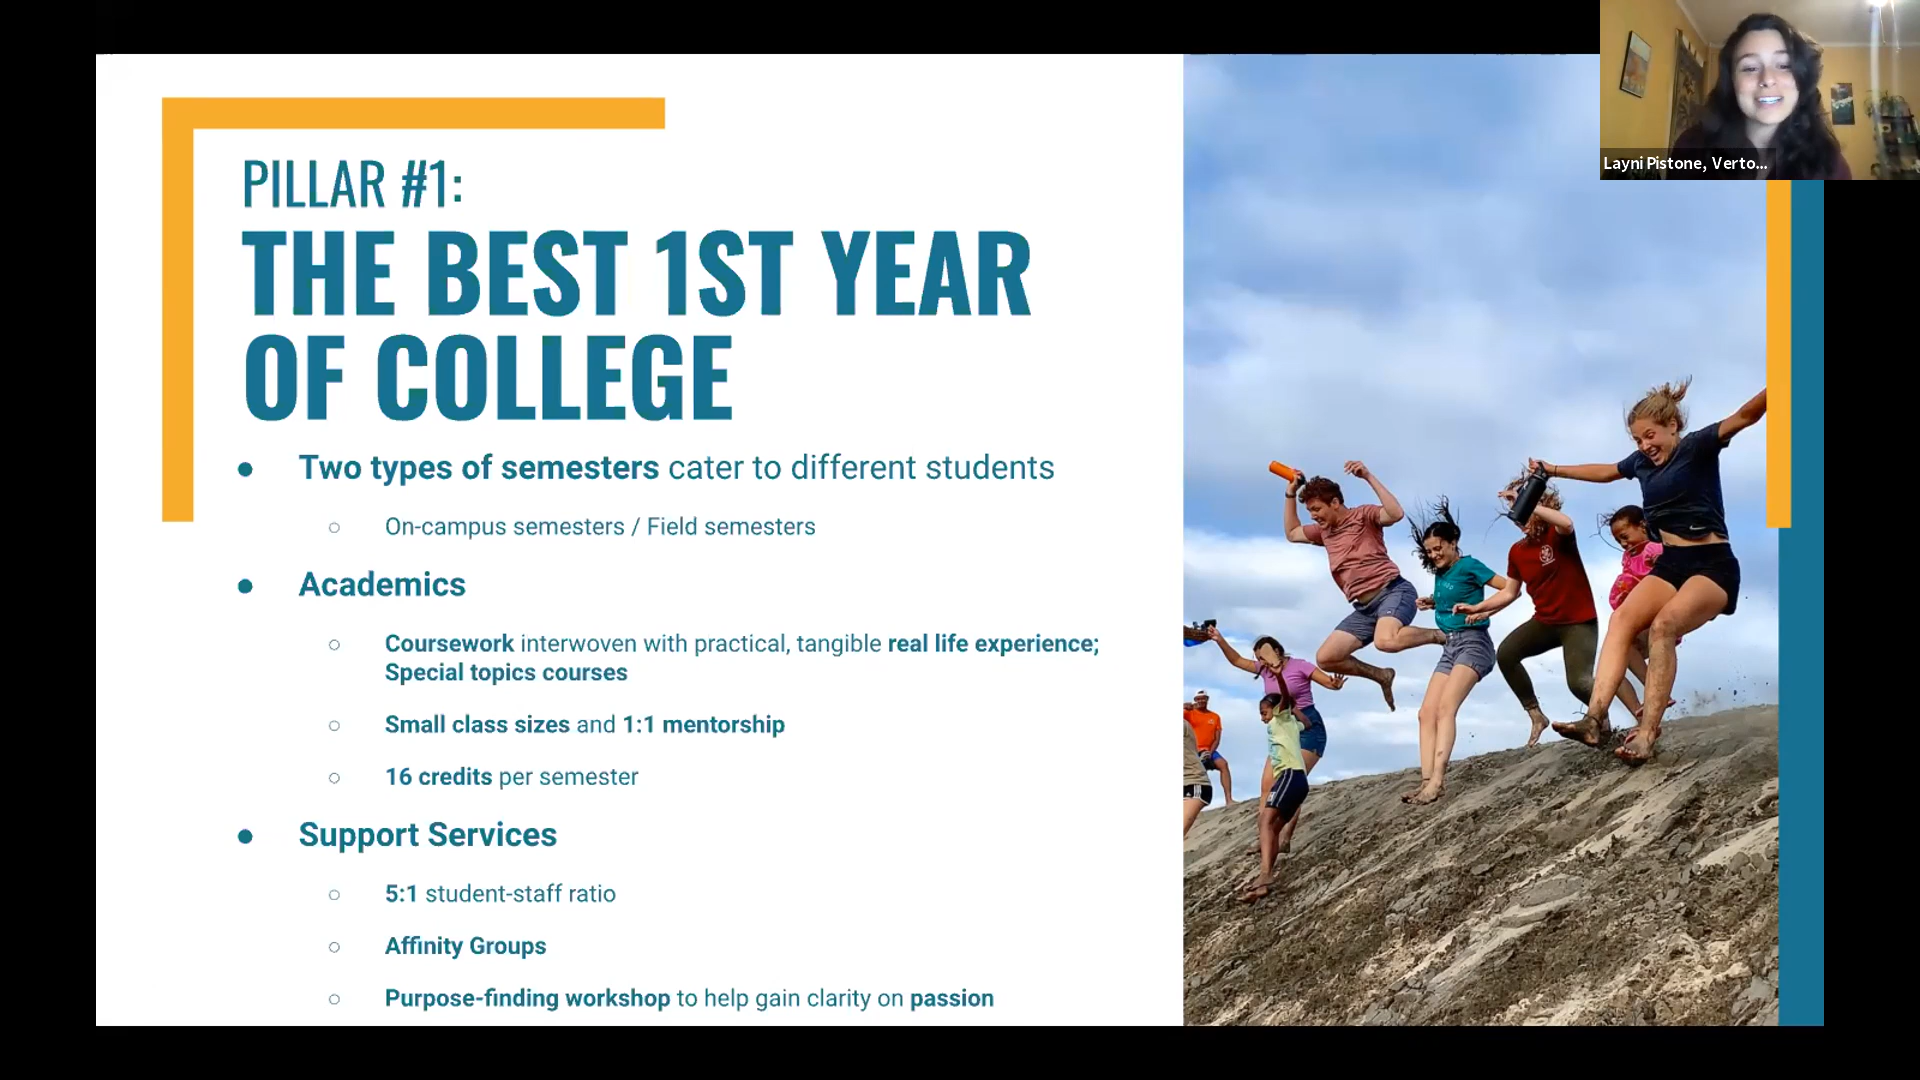 PILLAR #1:
THE BEST 1ST YEAR
OF COLLEGE
● Two types of semesters cater to different students
○ On-campus semesters / Field semesters
● Academics
○ Coursework interwoven with practical, tangible real life experience;
Special topics courses
○ Small class sizes and 1:1 mentorship
○ 16 credits per semester
● Support Services
○ 5:1 student-staff ratio
○ Affinity Groups
○ Purpose-finding workshop to help gain clarity on passion
Layni Pistone, Verto...